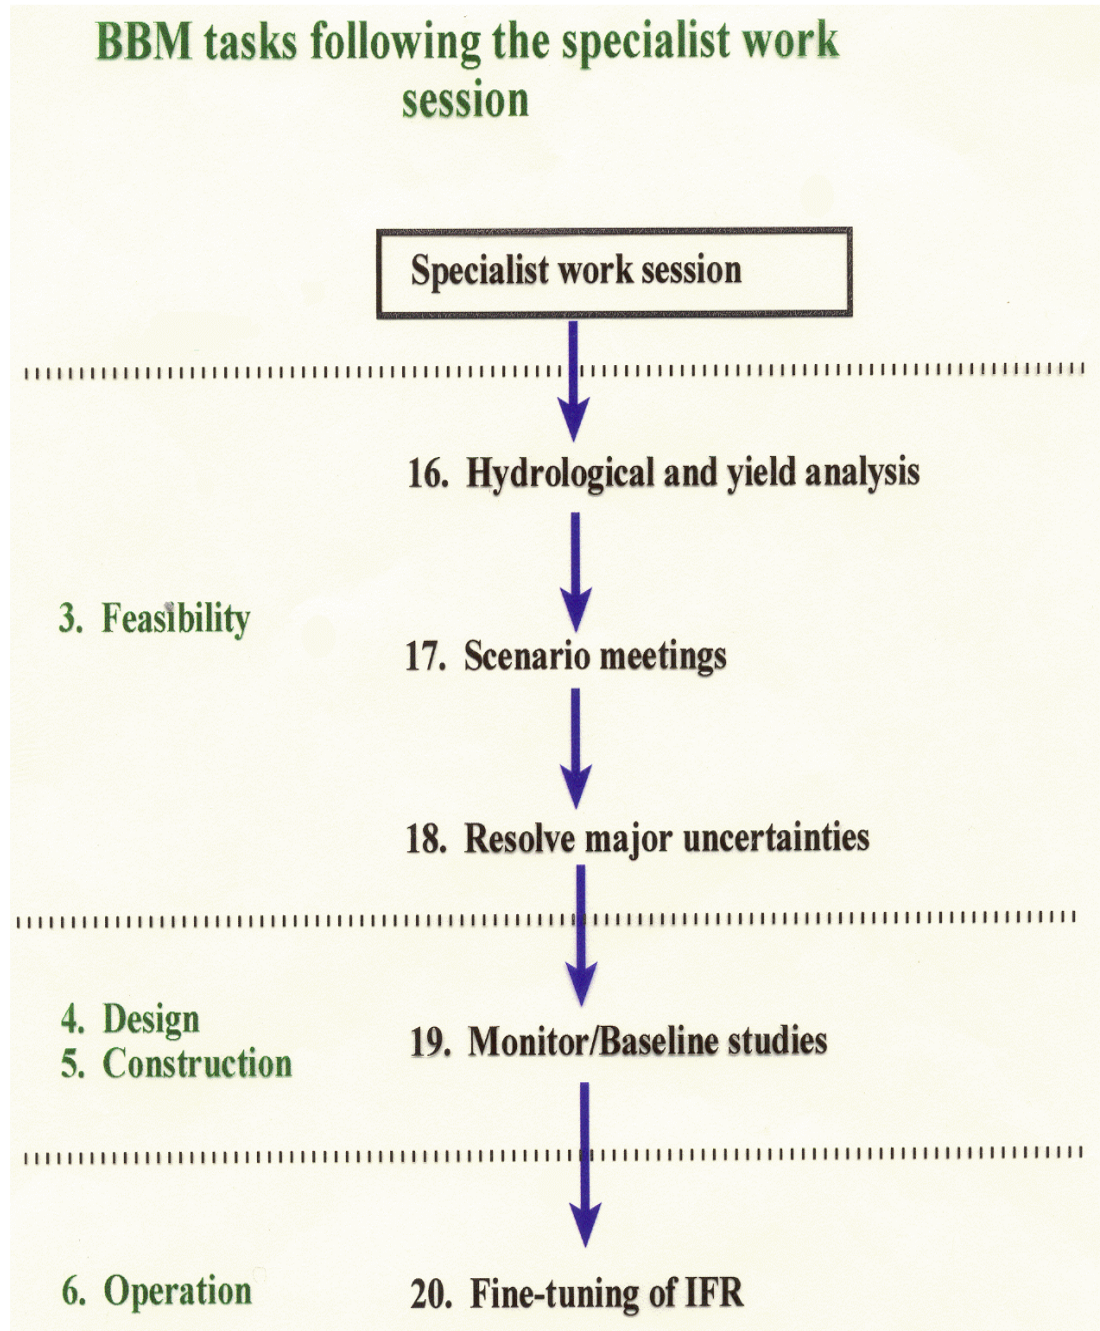 BBM tasks following the specialist work
session
Specialist work session
16. Hydrological and yield analysis
3. Feasibility
17. Scenario meetings
18. Resolve major uncertainties
4. Design
5. Construction
19. Monitor/Baseline studies
6. Operation
20. Fine-tuning of IFR